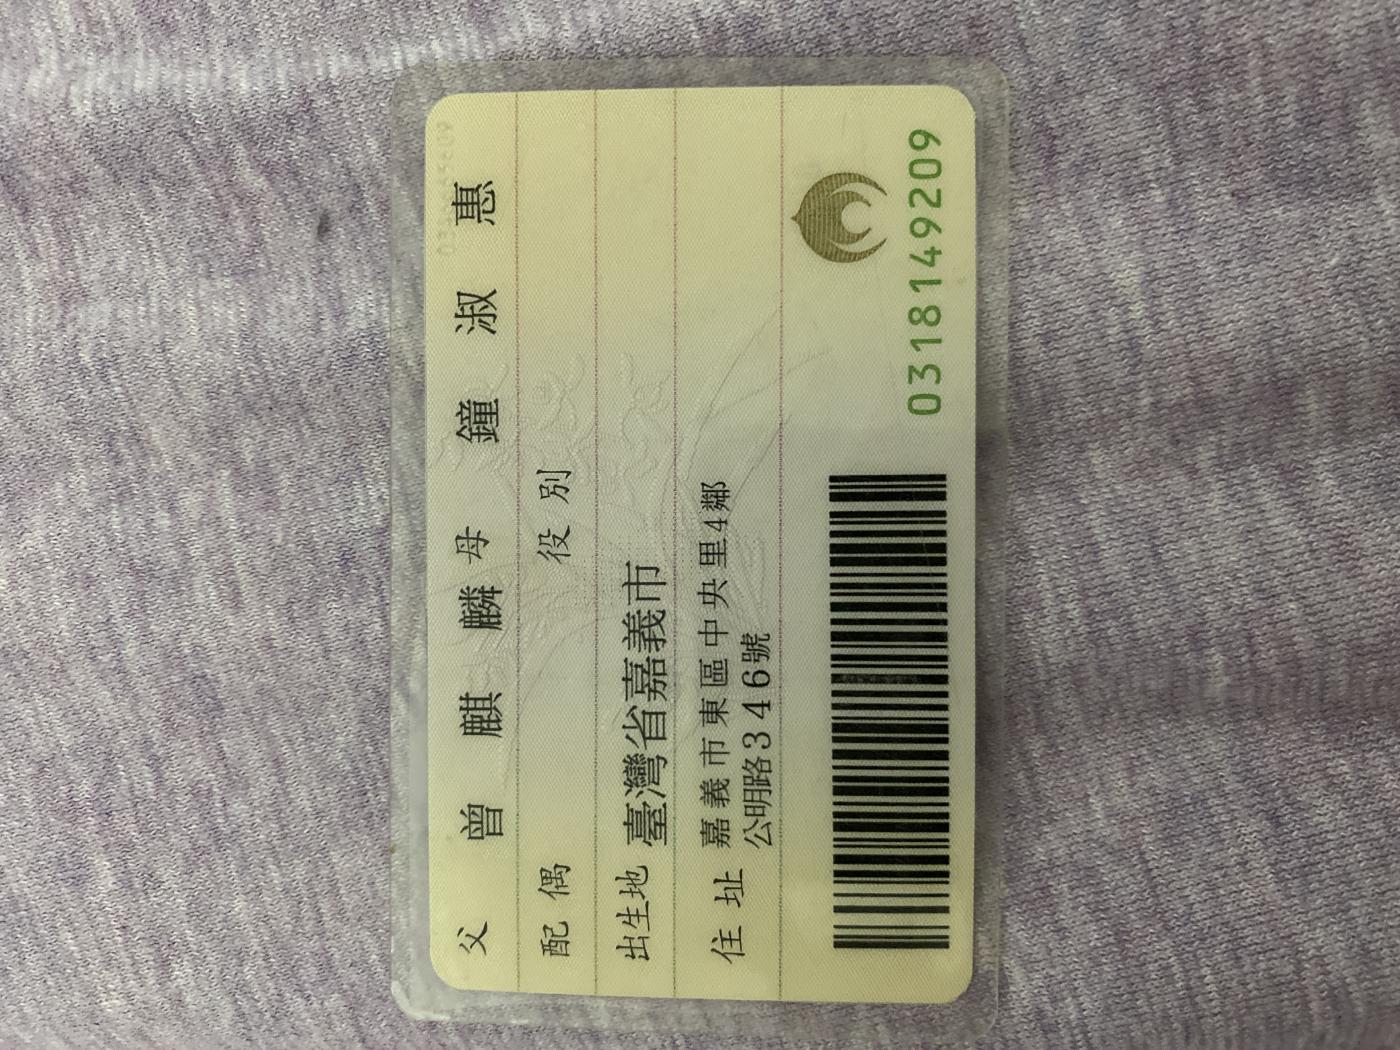 父 曾麒麟 母 鐘淑惠
配偶 役別
出生地 臺灣省嘉義市
住址 嘉義市東區中央里4鄰
公明路346號
0318149209